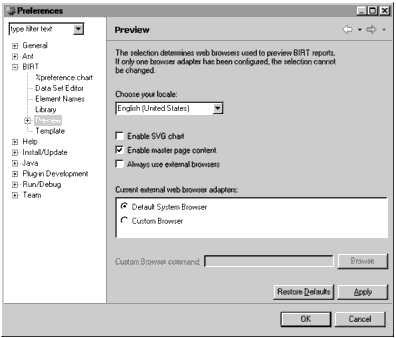 Preferences
type filter text
General
Ant
BIRT
%preference.chart
Data Set Editor
Element Names
Library
Preview
Template
Help
Install/Update
Java
Plug-in Development
Run/Debug
Team
Preview
The selection determines web browsers used to preview BIRT reports.
If only one browser adapter has been configured, the selection cannot
be changed.
Choose your locale:
English (United States)
Enable SVG chart
Enable master page content
Always use external browsers
Current external web browser adapters:
Default System Browser
Custom Browser
Custom Browser command:
Browse
Restore Defaults
Apply
OK
Cancel